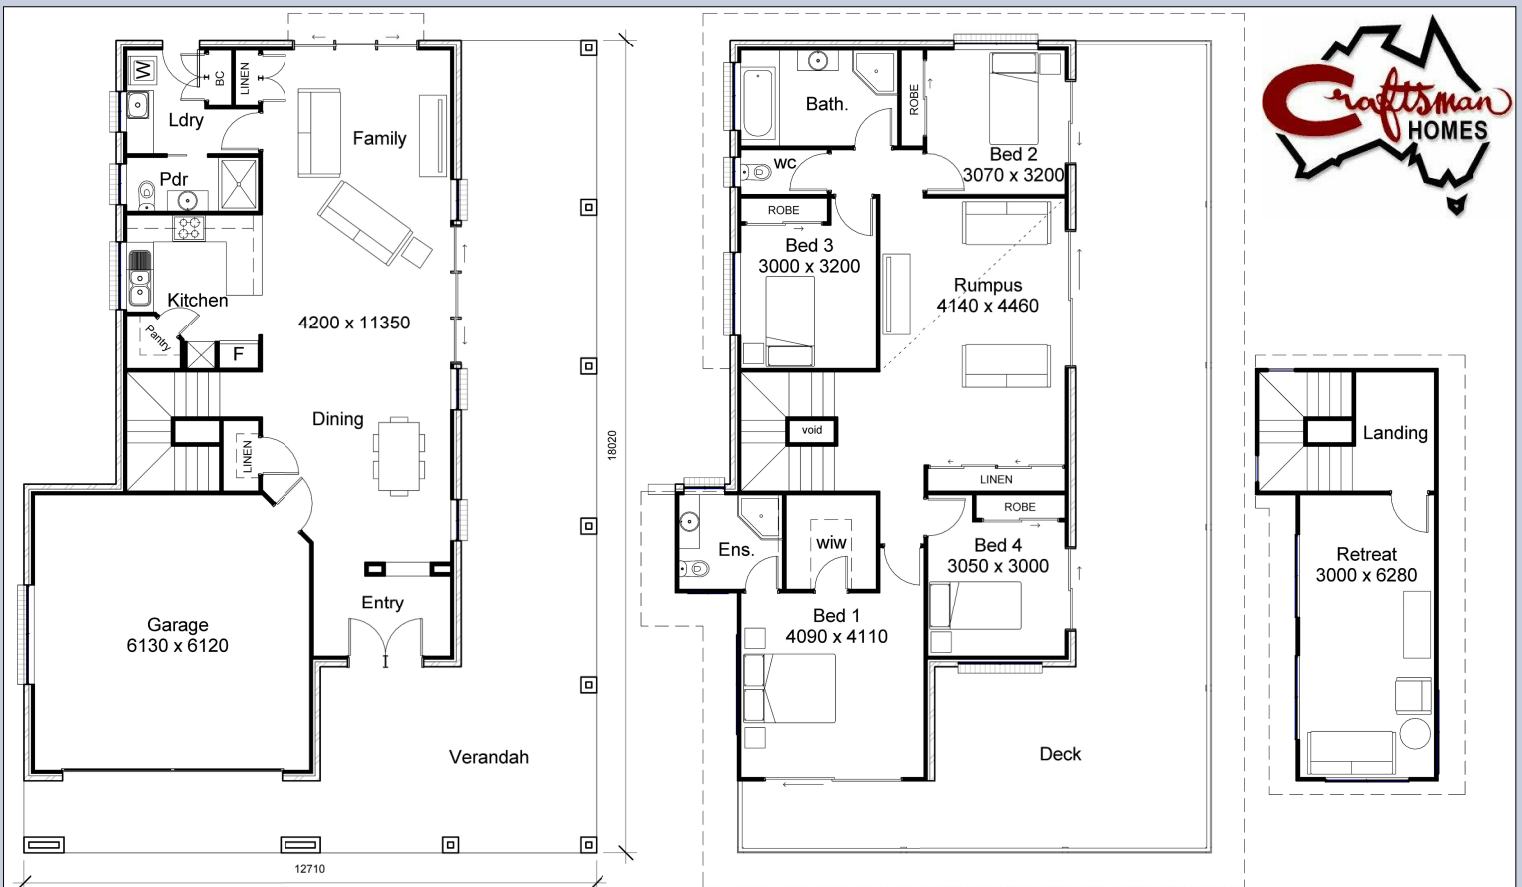 W
BC
LINEN
Ldry
Family
Pdr
Kitchen
Pantry
F
4200 x 11350
Dining
LINEN
Entry
Garage
6130 x 6120
Verandah
12710
18020
Bath.
ROBE
Bed 2
3070 x 3200
WC
ROBE
Bed 3
3000 x 3200
Rumpus
4140 x 4460
void
LINEN
ROBE
Ens.
wiw
Bed 4
3050 x 3000
Bed 1
4090 x 4110
Deck
Landing
Retreat
3000 x 6280
Craftsman
HOMES